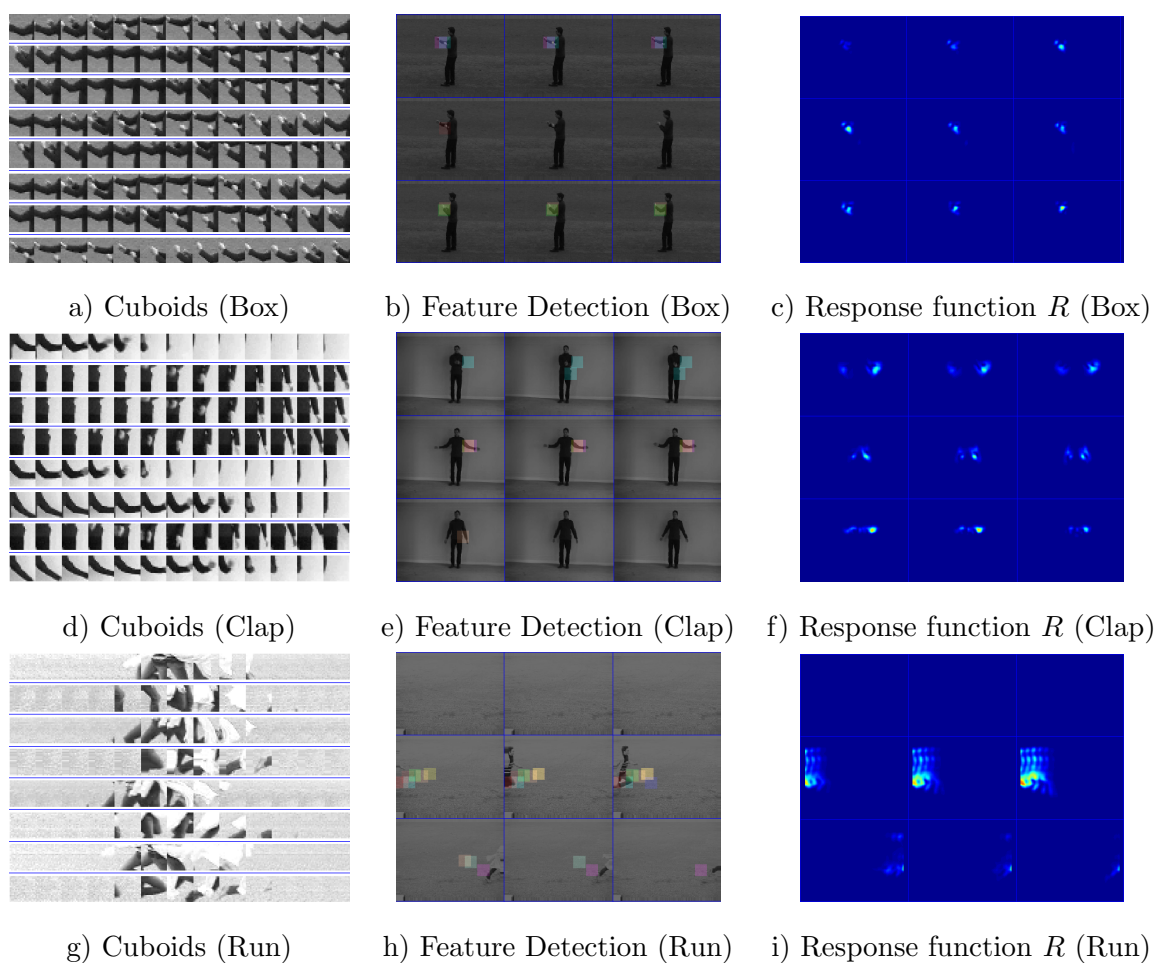 a) Cuboids (Box)
b) Feature Detection (Box)
c) Response function R (Box)
d) Cuboids (Clap)
e) Feature Detection (Clap)
f) Response function R (Clap)
g) Cuboids (Run)
h) Feature Detection (Run)
i) Response function R (Run)